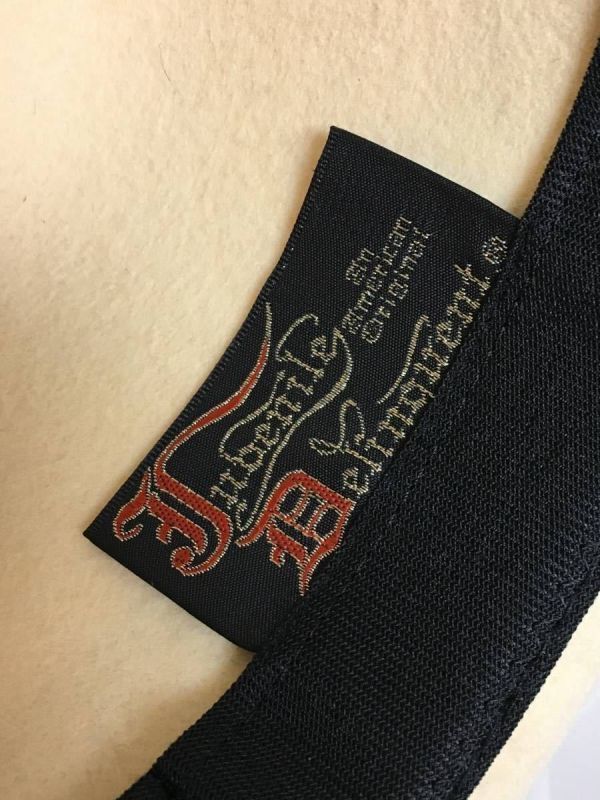 An
American
Original
Juvenile
Delinquent ®